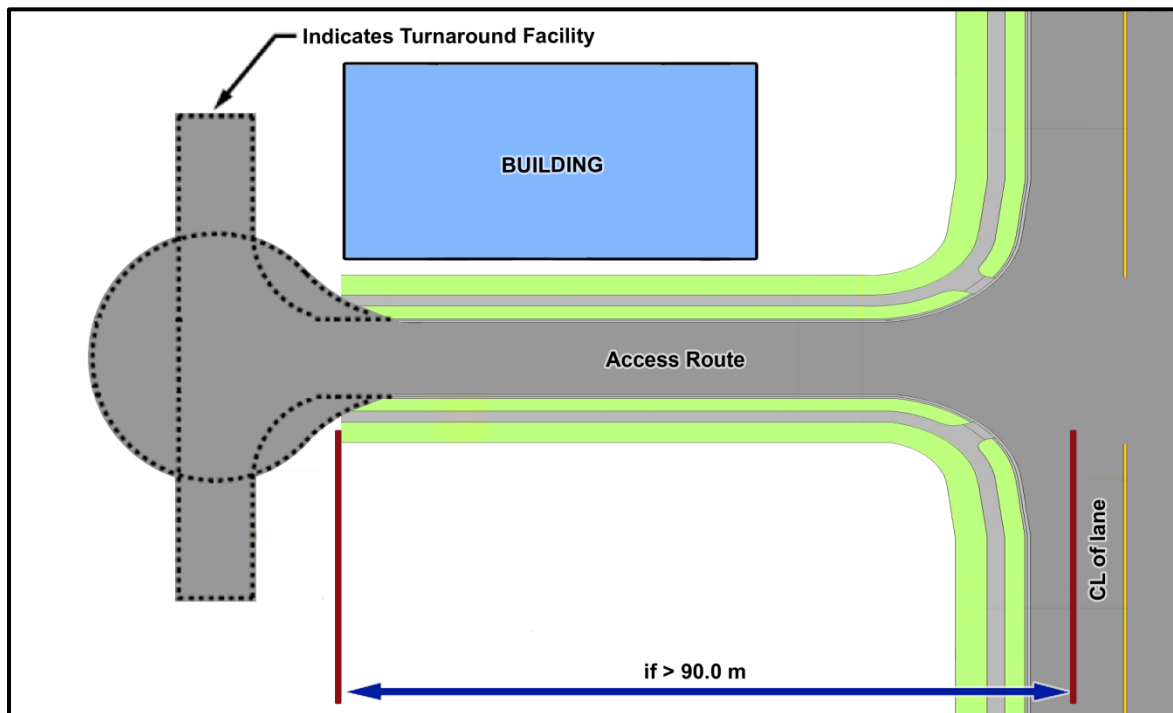 Indicates Turnaround Facility
BUILDING
Access Route
CL of lane
if > 90.0 m